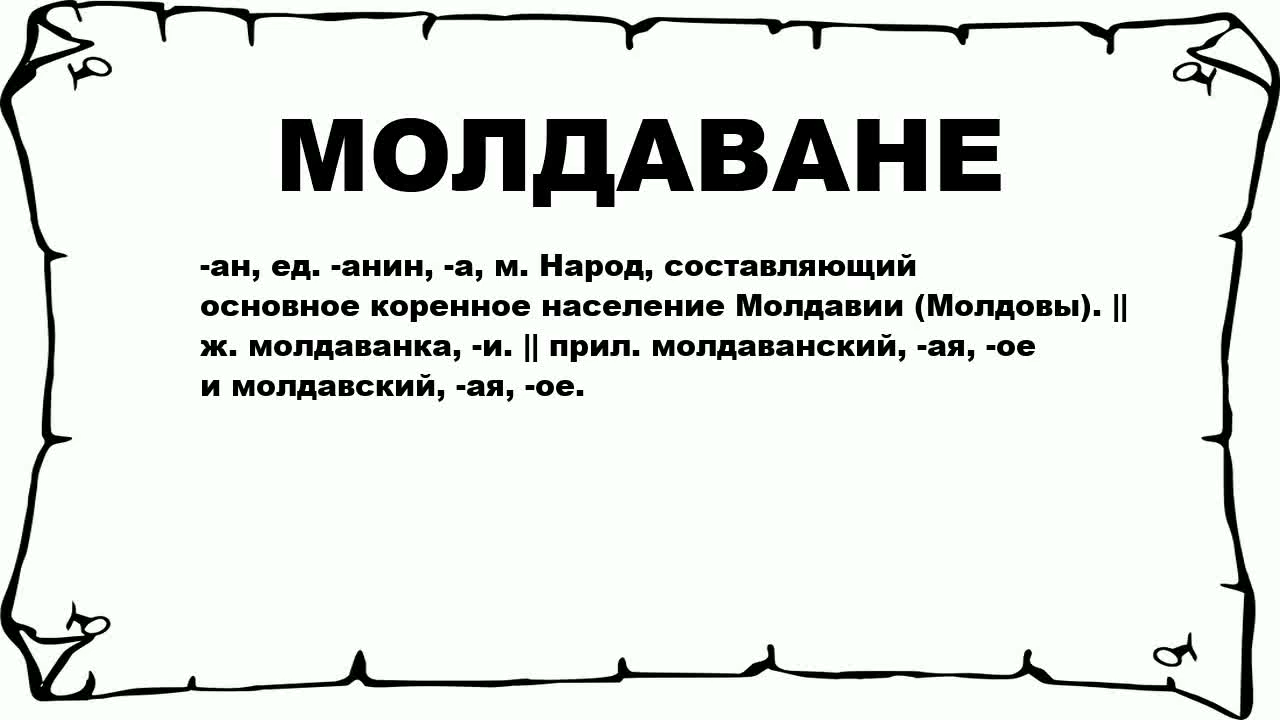 МОЛДАВАНЕ
-ан, ед. -анин, -а, м. Народ, составляющий
основное коренное население Молдавии (Молдовы). ||
ж. молдаванка, -и. || прил. молдаванский, -ая, -ое
и молдавский, -ая, -ое.